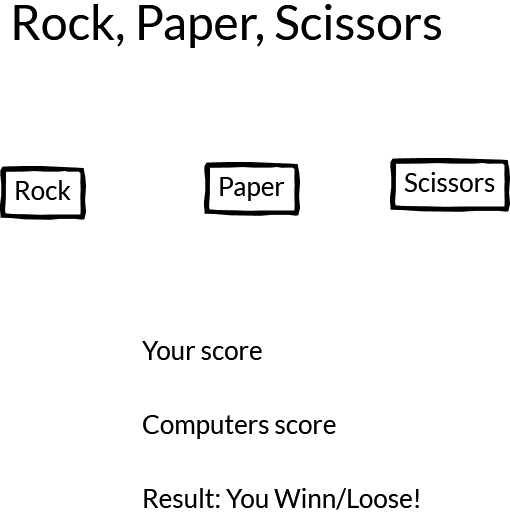 Rock, Paper, Scissors
Rock Paper Scissors
Your score
Computers score
Result: You Winn/Loose!